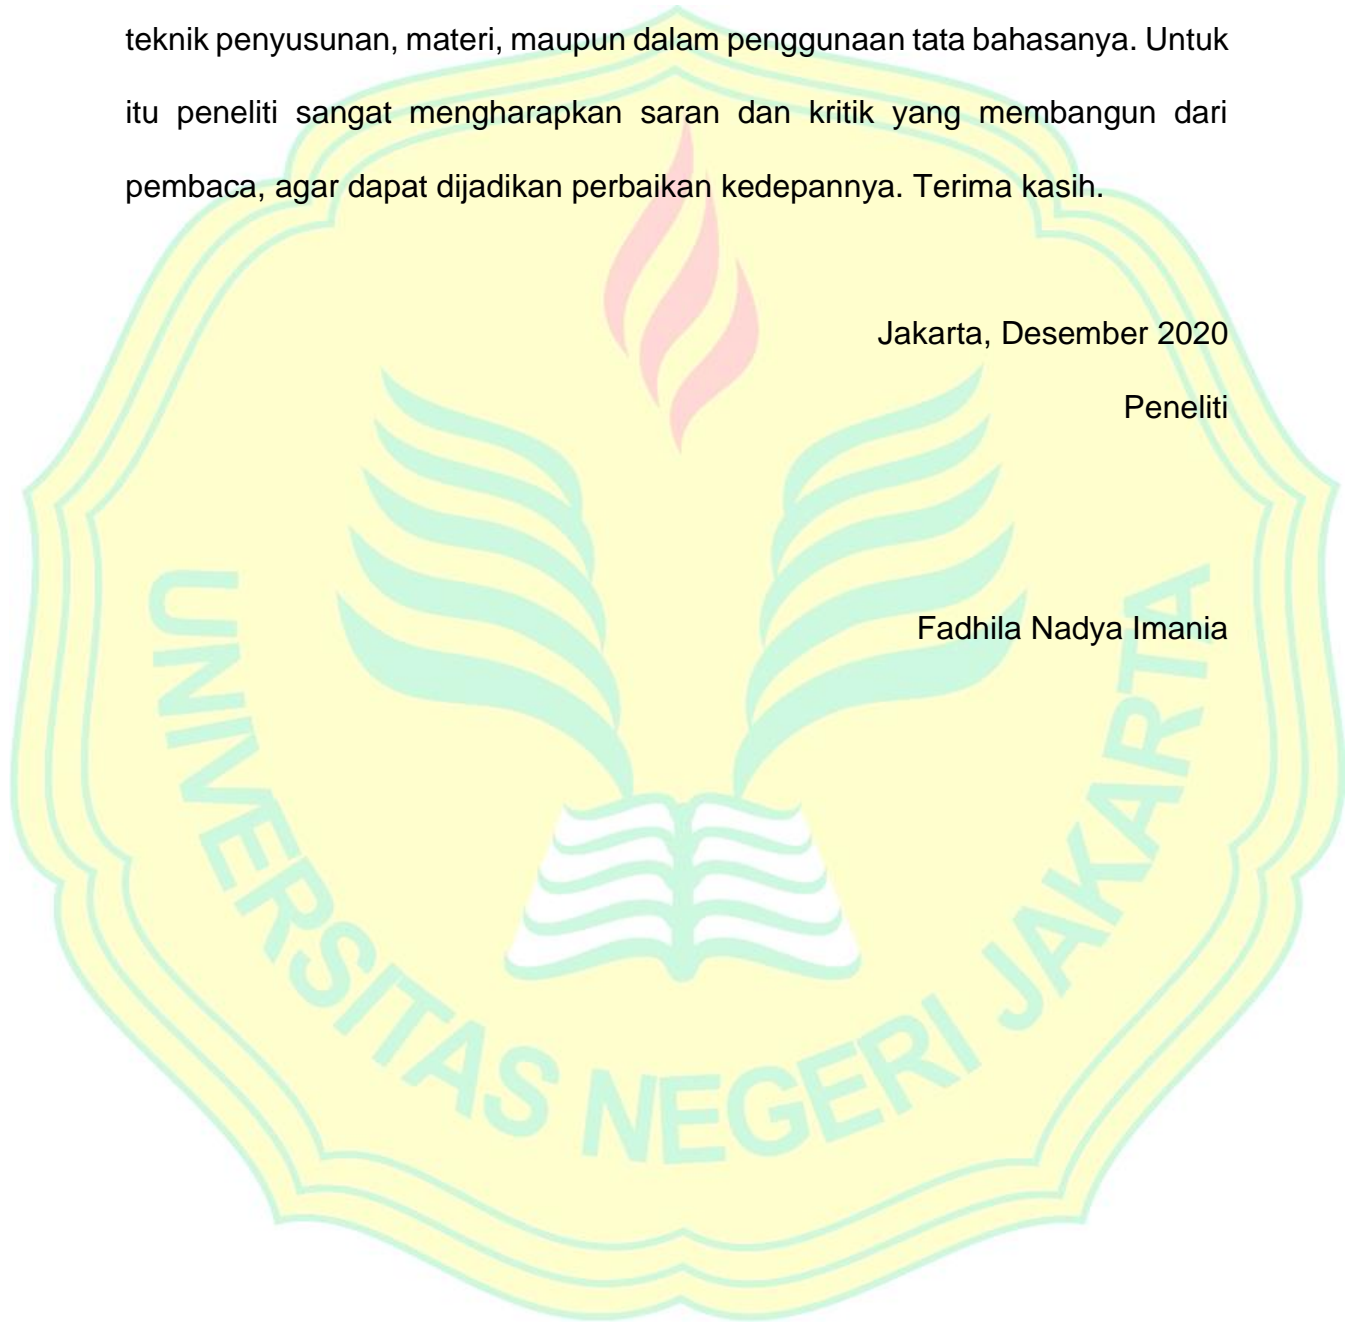 teknik penyusunan, materi, maupun dalam penggunaan tata bahasanya. Untuk
itu peneliti sangat mengharapkan saran dan kritik yang membangun dari
pembaca, agar dapat dijadikan perbaikan kedepannya. Terima kasih.
Jakarta, Desember 2020
Peneliti
Fadhila Nadya Imania
UNIVERSITAS NEGERI JAKARTA